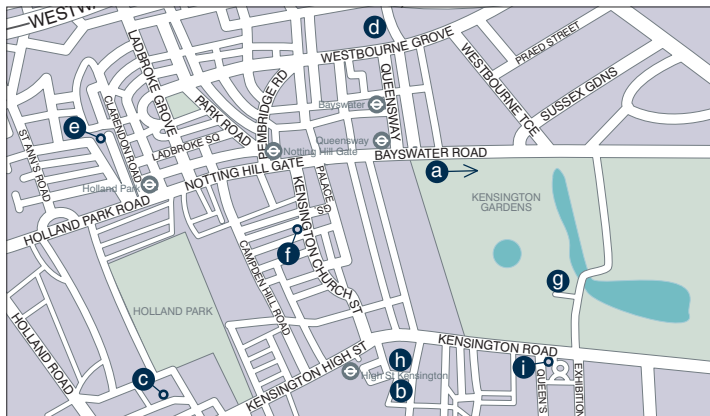 WESTW
d
WESTBOURNE GROVE
PRAED STREET
LADBROKE GROVE
PARK ROAD
PEMBRIDGE RD
QUEENSWAY
WESTBOURNE TCE
SUSSEX GDNS
Bayswater
e
CLARENDON ROAD
ST ANN'S ROAD
LADBROKE SQ
Notting Hill Gate
Queensway
BAYSWATER ROAD
Holland Park
NOTTING HILL GATE
PALACE
GS.
a
KENSINGTON
GARDENS
HOLLAND PARK ROAD
KENSINGTON CHURCH ST
f
CAMPDEN HILL ROAD
g
HOLLAND PARK
HOLLAND ROAD
KENSINGTON HIGH ST
KENSINGTON ROAD
h
i
c
High St Kensington
b
QUEEN'S
EXHIBITION